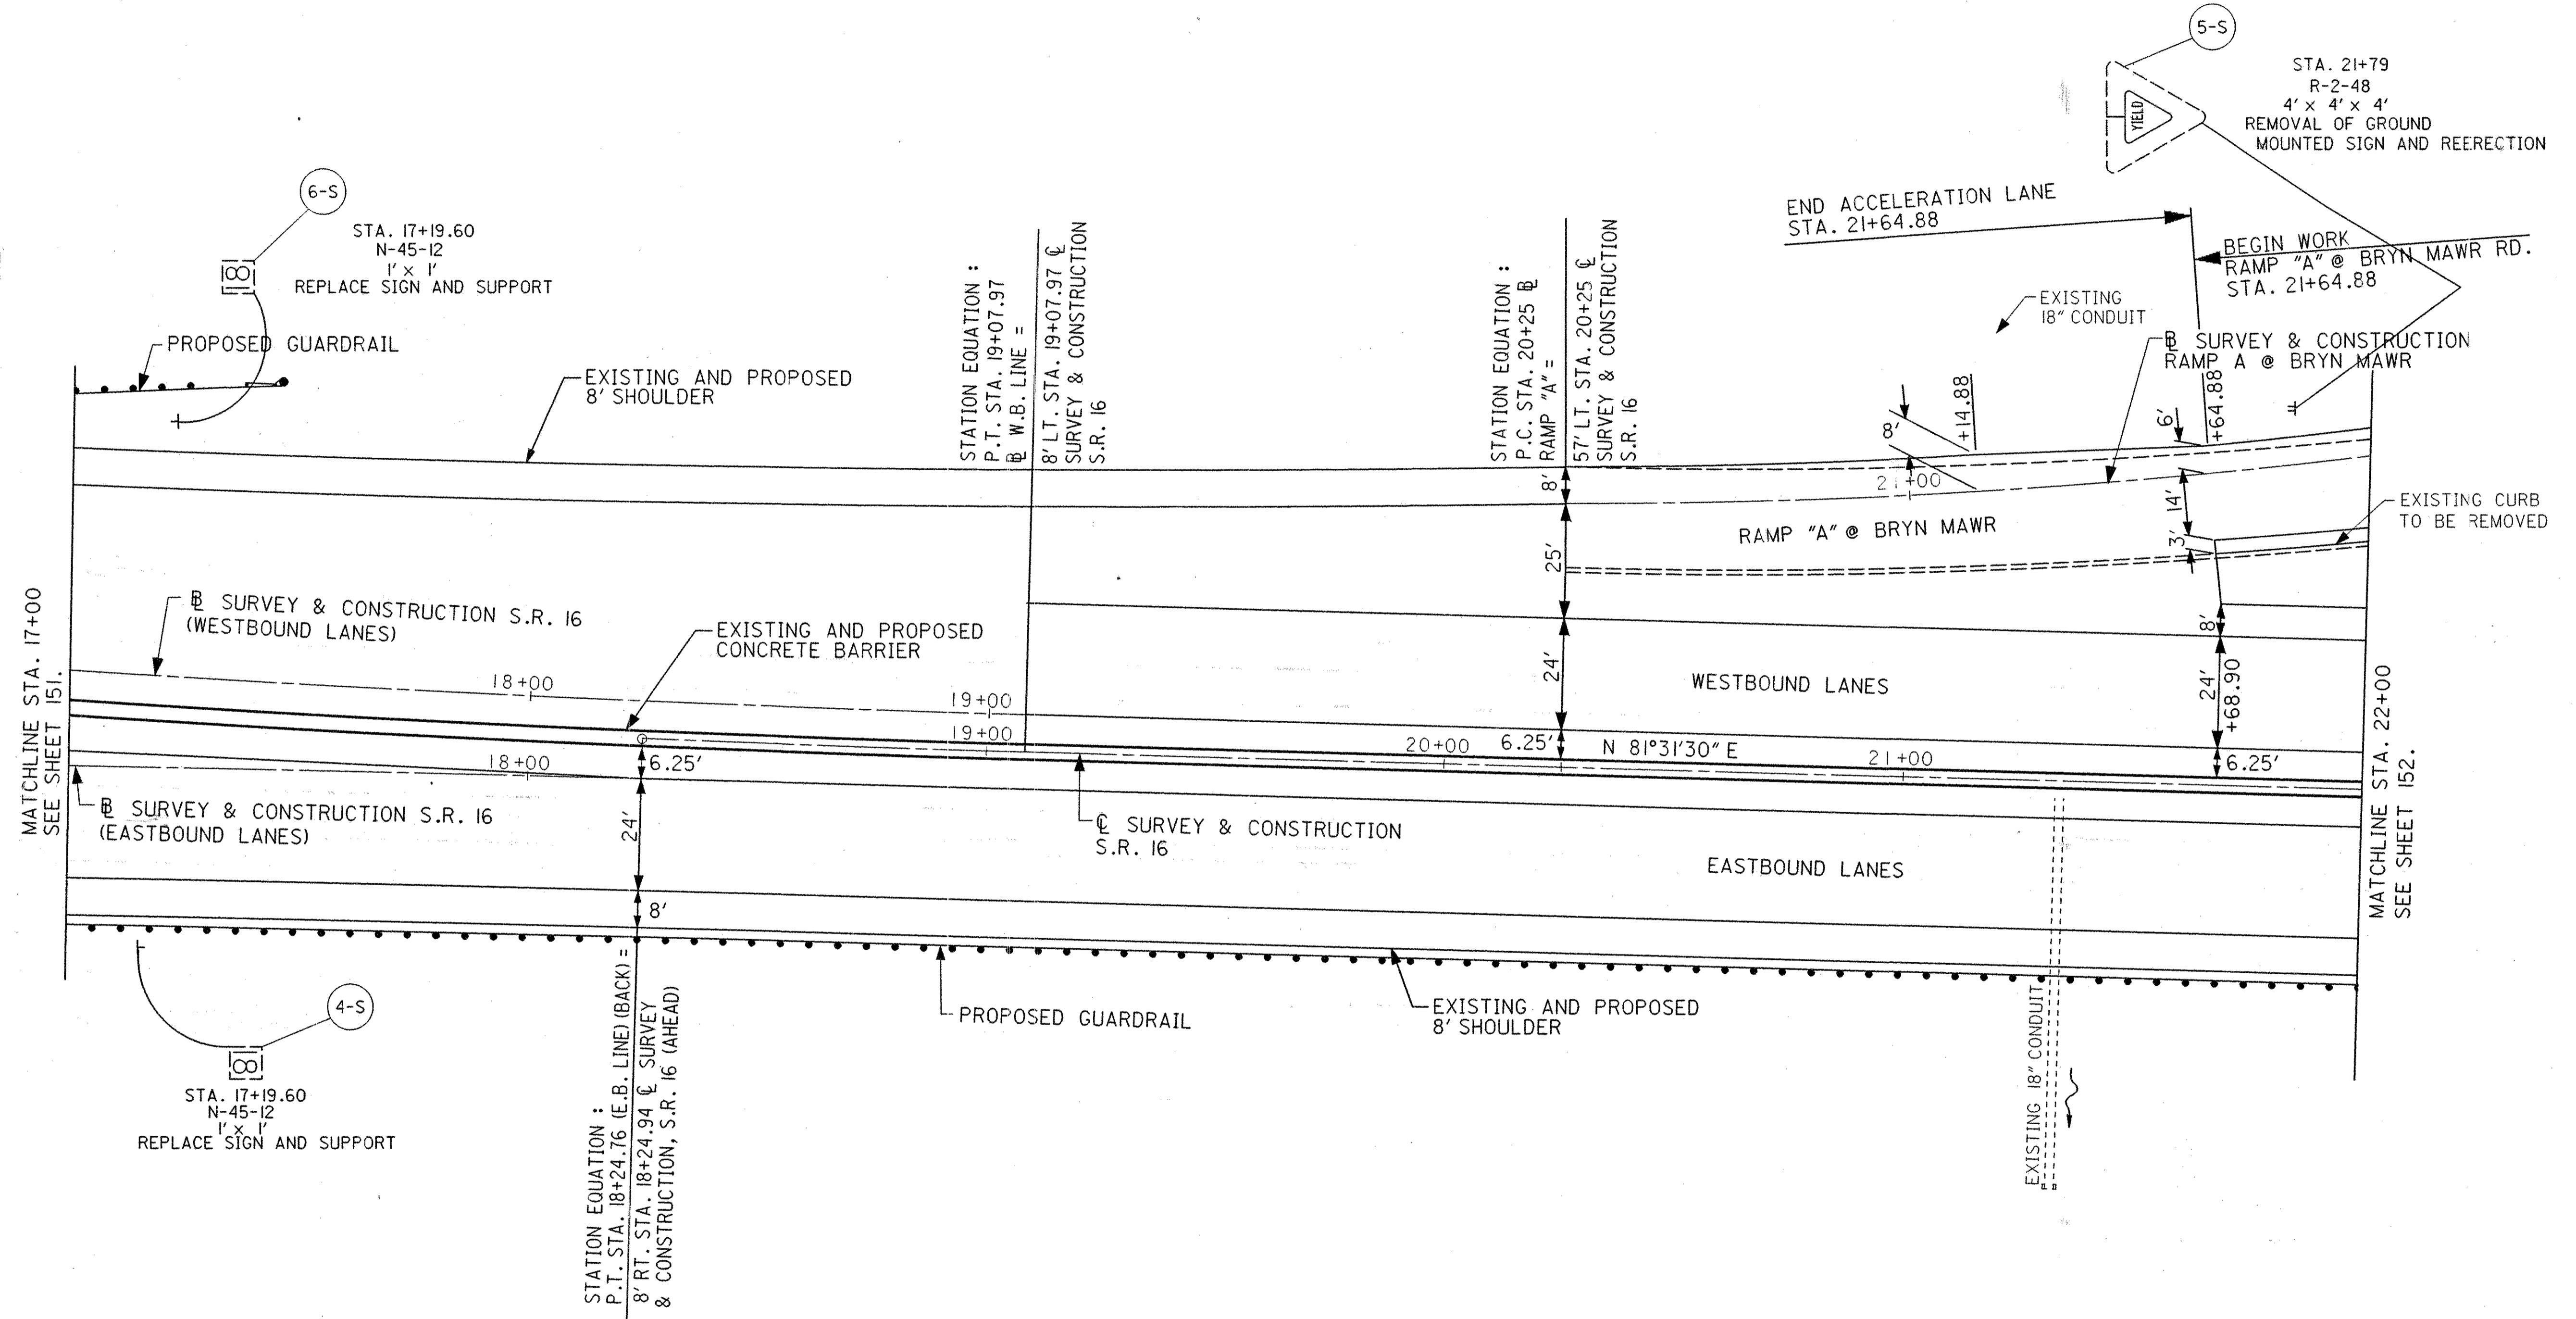 5-S
STA. 21+79
R-2-48
4' x 4' x 4'
REMOVAL OF GROUND
MOUNTED SIGN AND REERECTION
YIELD
6-S
STA. 17+19.60
N-45-12
1' x 1'
REPLACE SIGN AND SUPPORT
18
PROPOSED GUARDRAIL
EXISTING AND PROPOSED
8' SHOULDER
STATION EQUATION :
P.T. STA. 19+07.97
BL W.B. LINE =
8' LT. STA. 19+07.97 CL
SURVEY & CONSTRUCTION
S.R. 16
STATION EQUATION :
P.C. STA. 20+25 BL
RAMP "A" =
57' LT. STA. 20+25 CL
SURVEY & CONSTRUCTION
S.R. 16
END ACCELERATION LANE
STA. 21+64.88
BEGIN WORK
RAMP "A" @ BRYN MAWR RD.
STA. 21+64.88
EXISTING
18" CONDUIT
BL SURVEY & CONSTRUCTION
RAMP A @ BRYN MAWR
8'
+14.88
6'
+64.88
8'
21+00
14'
3'
EXISTING CURB
TO BE REMOVED
RAMP "A" @ BRYN MAWR
25'
8'
MATCHLINE STA. 17+00
SEE SHEET 151.
BL SURVEY & CONSTRUCTION S.R. 16
(WESTBOUND LANES)
EXISTING AND PROPOSED
CONCRETE BARRIER
24'
WESTBOUND LANES
24'
+68.90
18+00
19+00
19+00
20+00
6.25'
N 81°31'30" E
21+00
6.25'
18+00
6.25'
BL SURVEY & CONSTRUCTION S.R. 16
(EASTBOUND LANES)
24'
CL SURVEY & CONSTRUCTION
S.R. 16
EASTBOUND LANES
MATCHLINE STA. 22+00
SEE SHEET 152.
8'
PROPOSED GUARDRAIL
EXISTING AND PROPOSED
8' SHOULDER
4-S
18
STA. 17+19.60
N-45-12
1' x 1'
REPLACE SIGN AND SUPPORT
STATION EQUATION :
P.T. STA. 18+24.76 (E.B. LINE) (BACK) =
8' RT. STA. 18+24.94 CL SURVEY
& CONSTRUCTION, S.R. 16 (AHEAD)
EXISTING 18" CONDUIT